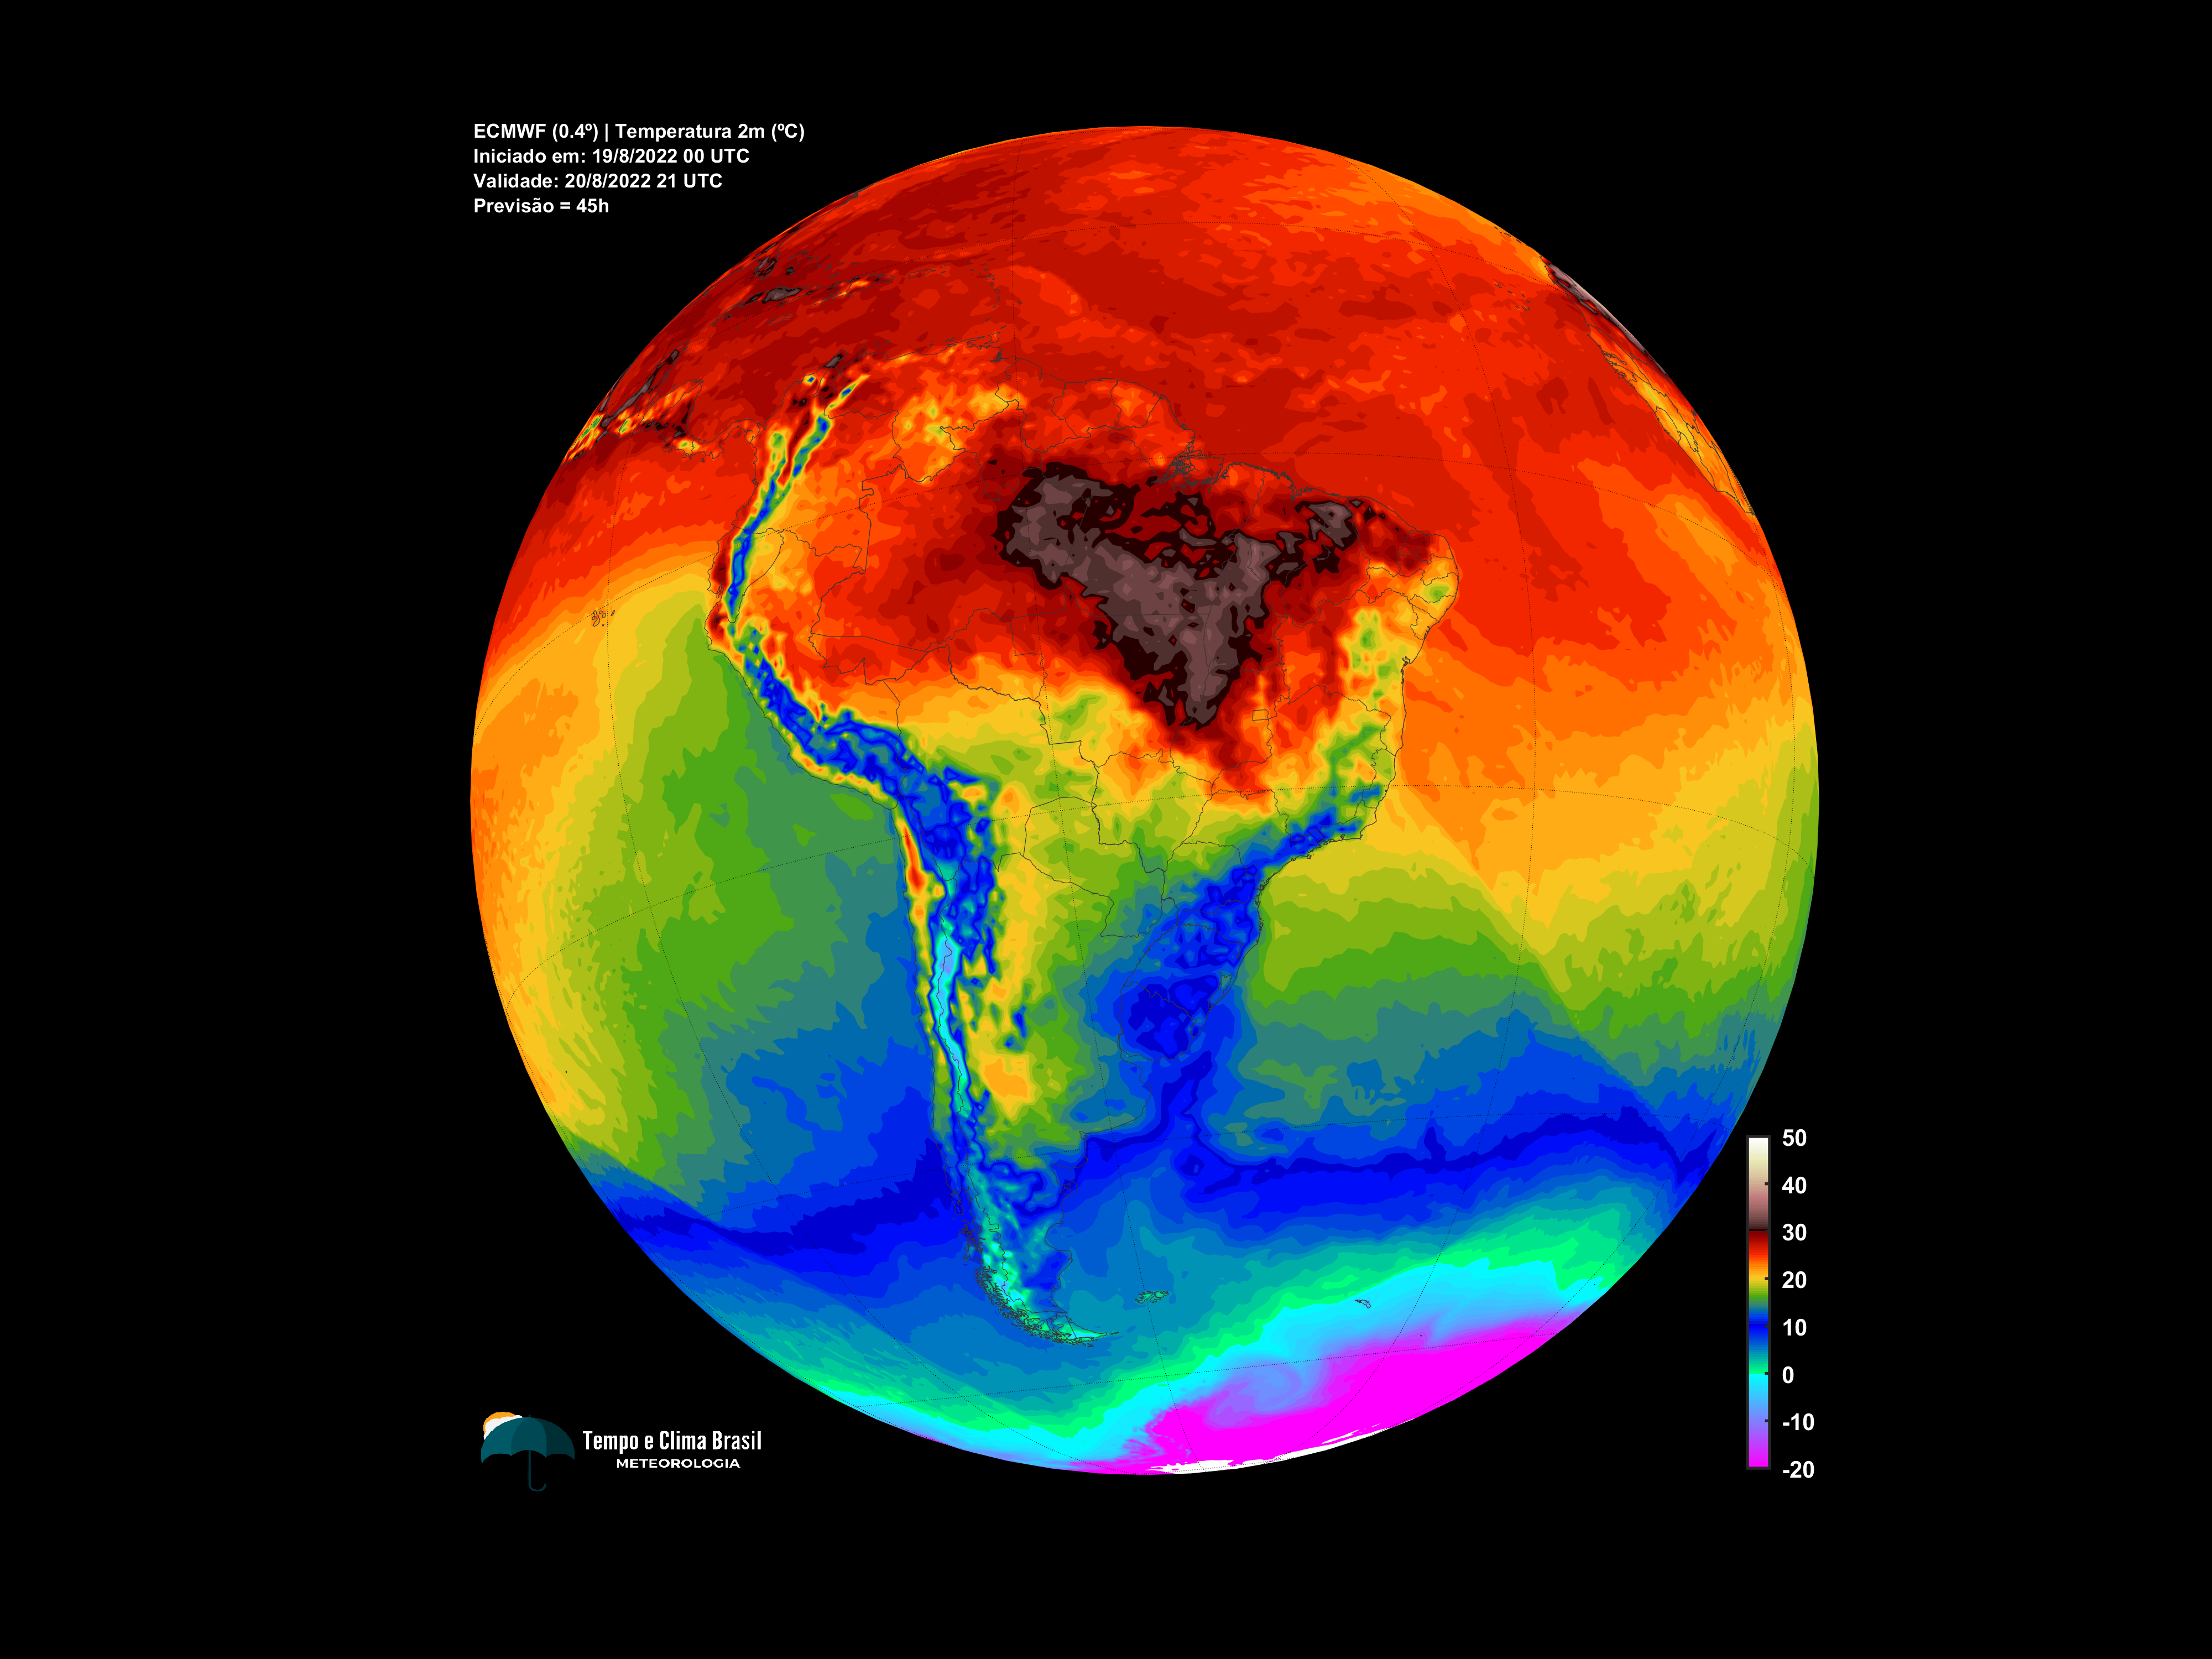 ECMWF (0.4º) | Temperatura 2m (ºC)
Iniciado em: 19/8/2022 00 UTC
Validade: 20/8/2022 21 UTC
Previsão = 45h
50
40
30
20
10
0
-10
-20
Tempo e Clima Brasil
METEOROLOGIA